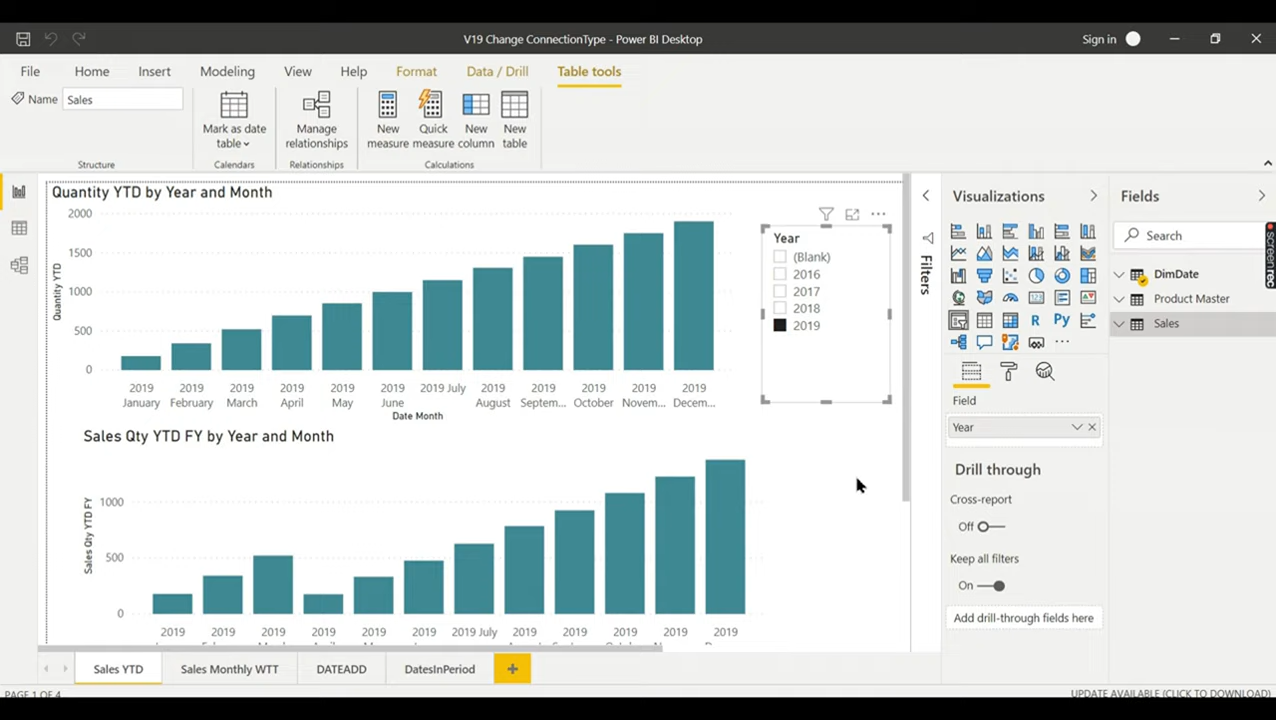 V19 Change ConnectionType - Power BI Desktop
Sign in
File Home Insert Modeling View Help Format Data / Drill Table tools
Name Sales
Mark as date table
Manage relationships
New measure
Quick measure
New column
New table
Structure Calendars Relationships Calculations
Quantity YTD by Year and Month
Quantity YTD
2000
1500
1000
500
0
2019 January
2019 February
2019 March
2019 April
2019 May
2019 June
2019 July
2019 August
2019 Septem...
2019 October
2019 Novem...
2019 Decem...
Date Month
Year
(Blank)
2016
2017
2018
2019
Sales Qty YTD FY by Year and Month
Sales Qty YTD FY
1000
500
0
2019 2019 2019 2019 2019 2019 2019 July 2019 2019 2019 2019 2019
Filters
Visualizations
R Py
Field
Year
Drill through
Cross-report
Off
Keep all filters
On
Add drill-through fields here
Fields
Search
DimDate
Product Master
Sales
SCREENREC
Sales YTD Sales Monthly WTT DATEADD DatesInPeriod +
PAGE 1 OF 4
UPDATE AVAILABLE (CLICK TO DOWNLOAD)